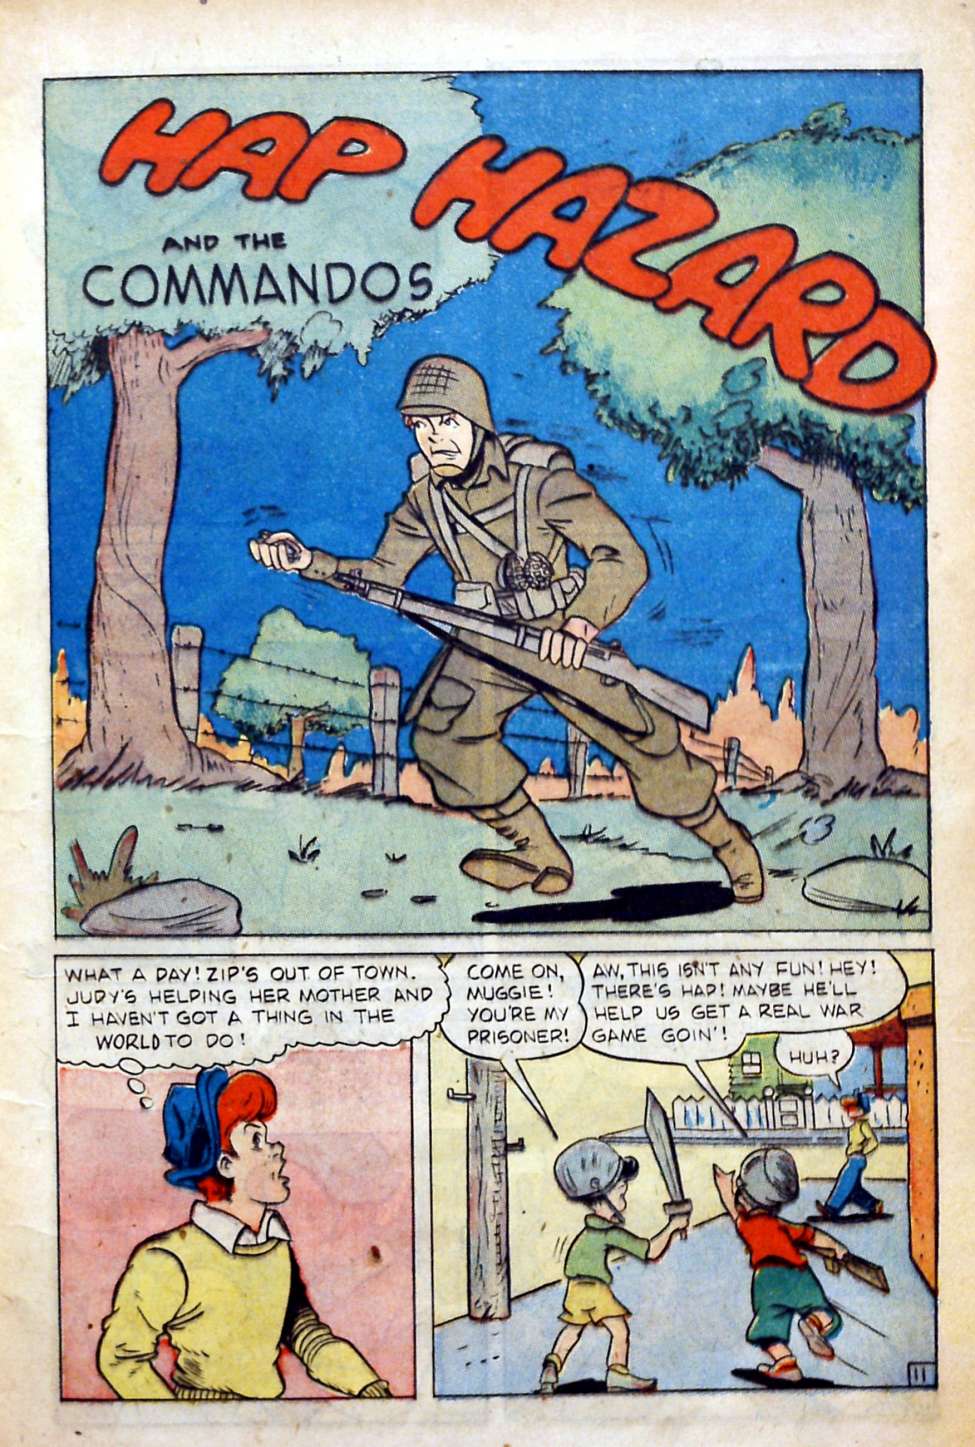 HAP HAZARD
AND THE
COMMANDOS
WHAT A DAY! ZIP'S OUT OF TOWN.
JUDY'S HELPING HER MOTHER AND
I HAVEN'T GOT A THING IN THE
WORLD TO DO!
COME ON,
MUGGIE!
YOU'RE MY
PRISONER!
AW, THIS ISN'T ANY FUN! HEY!
THERE'S HAP! MAYBE HE'LL
HELP US GET A REAL WAR
GAME GOIN'!
HUH?
11